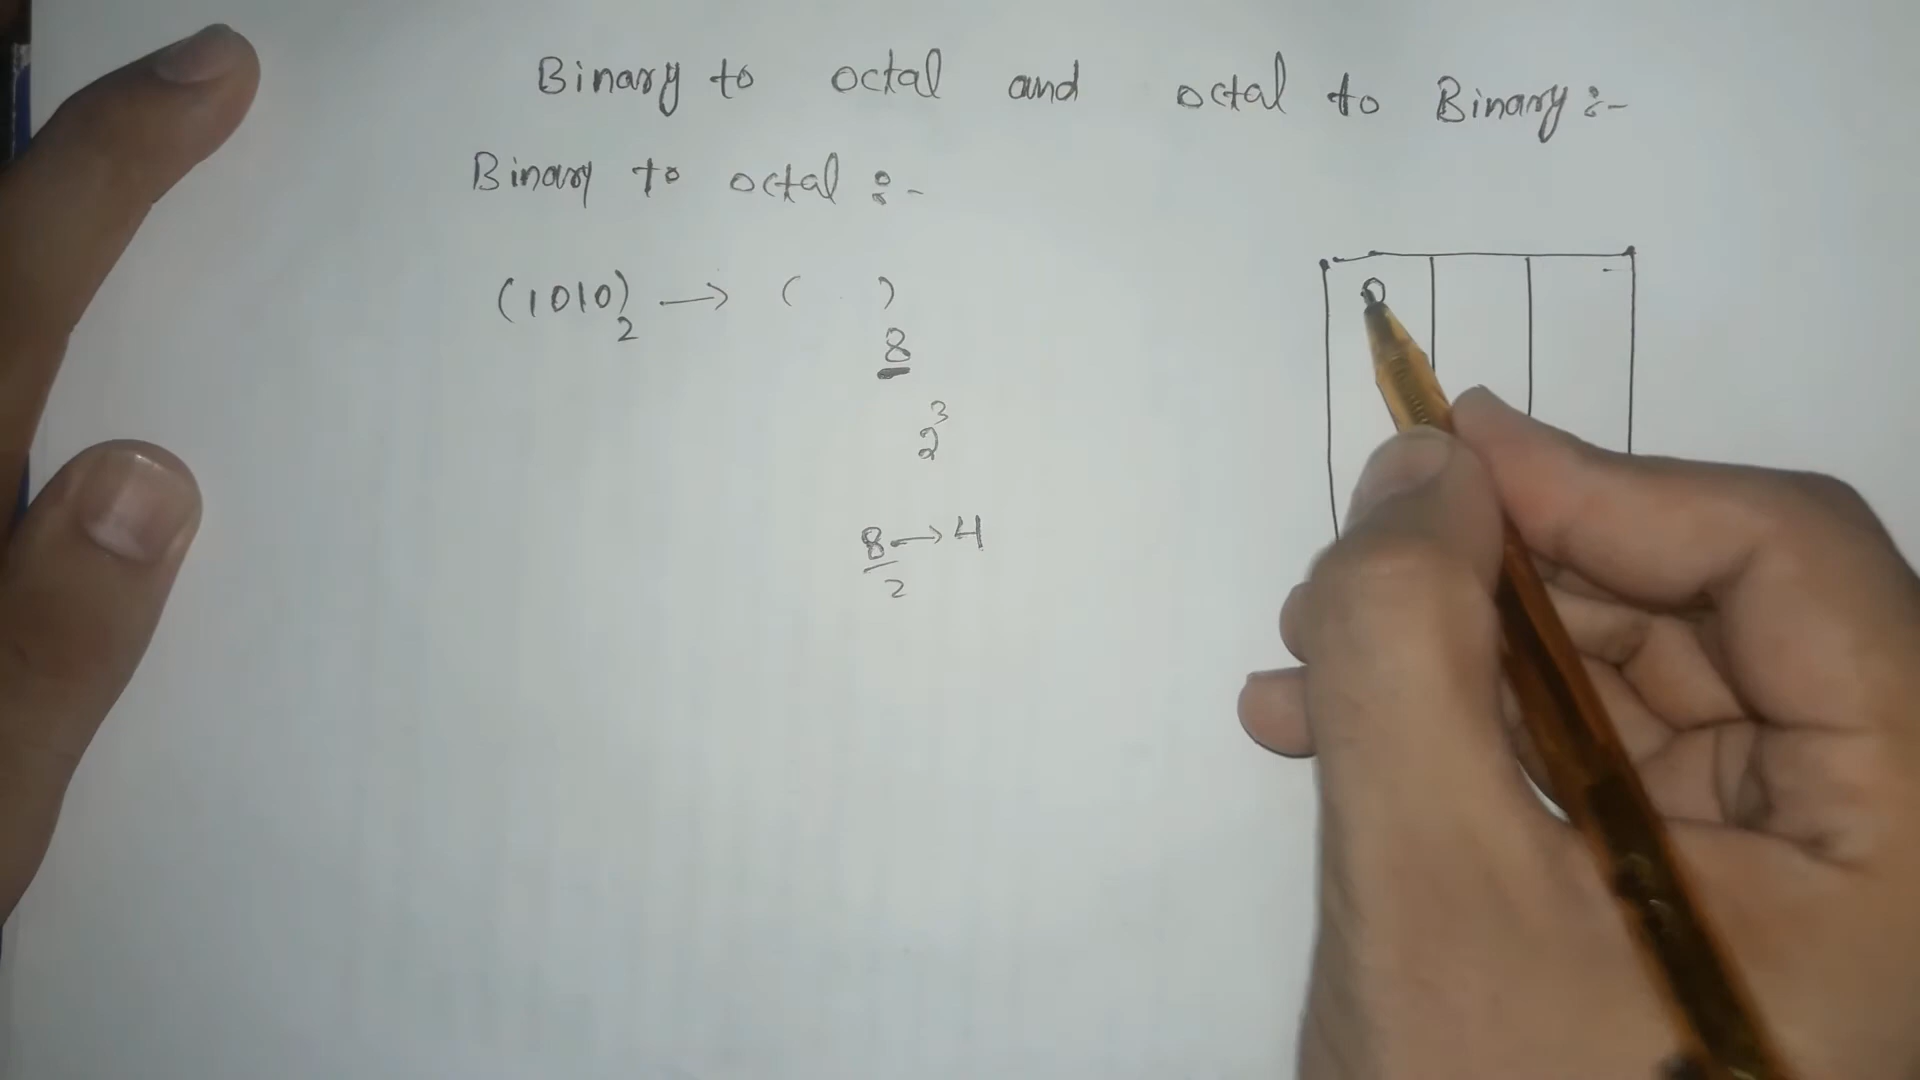 Binary to octal and octal to Binary :-
Binary to octal :-
(1010)₂ → ( )₈
2³
8/2 → 4
0